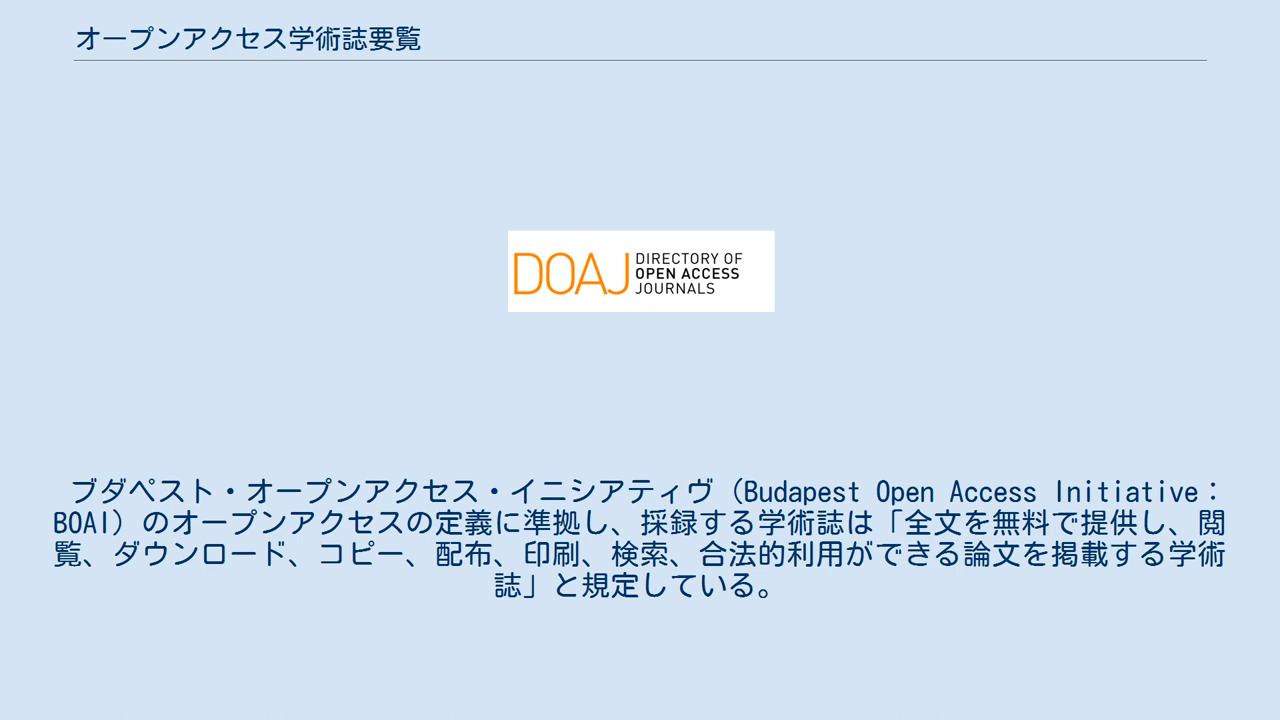 オープンアクセス学術誌要覧
DOAJ
DIRECTORY OF
OPEN ACCESS
JOURNALS
ブダペスト・オープンアクセス・イニシアティヴ（Budapest Open Access Initiative：
BOAI）のオープンアクセスの定義に準拠し、採録する学術誌は「全文を無料で提供し、閲
覧、ダウンロード、コピー、配布、印刷、検索、合法的利用ができる論文を掲載する学術
誌」と規定している。